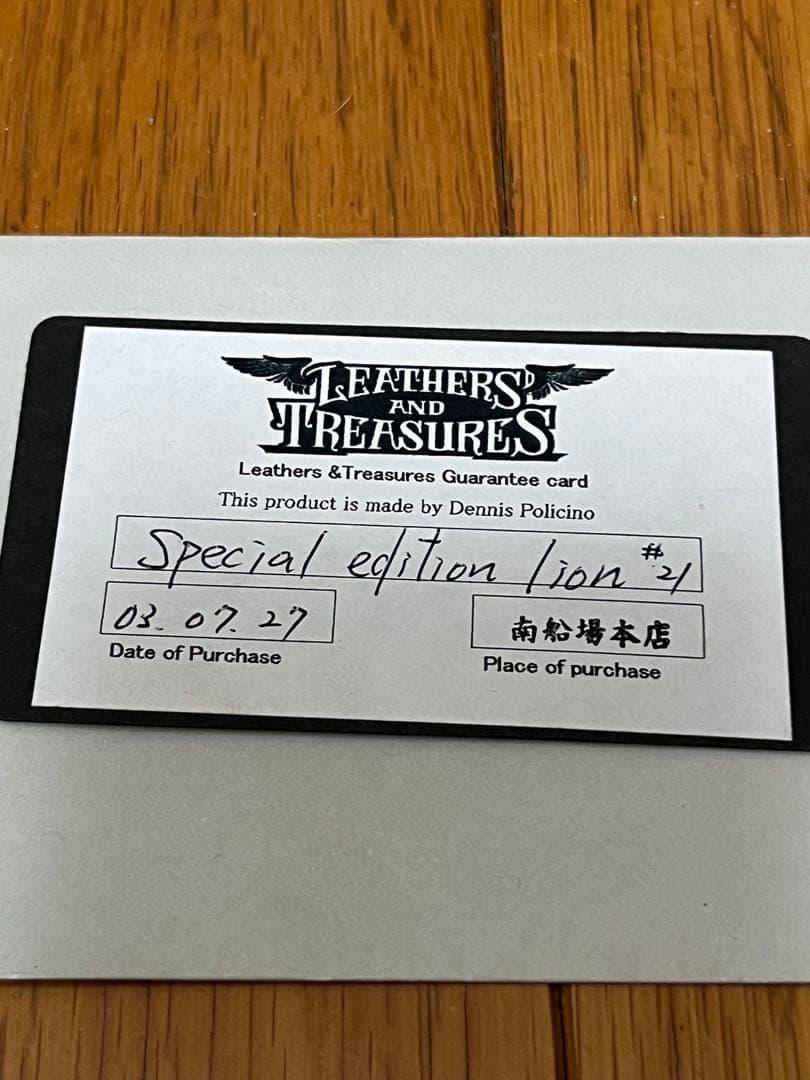 LEATHERS
AND
TREASURES
Leathers &Treasures Guarantee card
This product is made by Dennis Policino
Special edition lion #21
03.07.27
南船場本店
Date of Purchase
Place of purchase